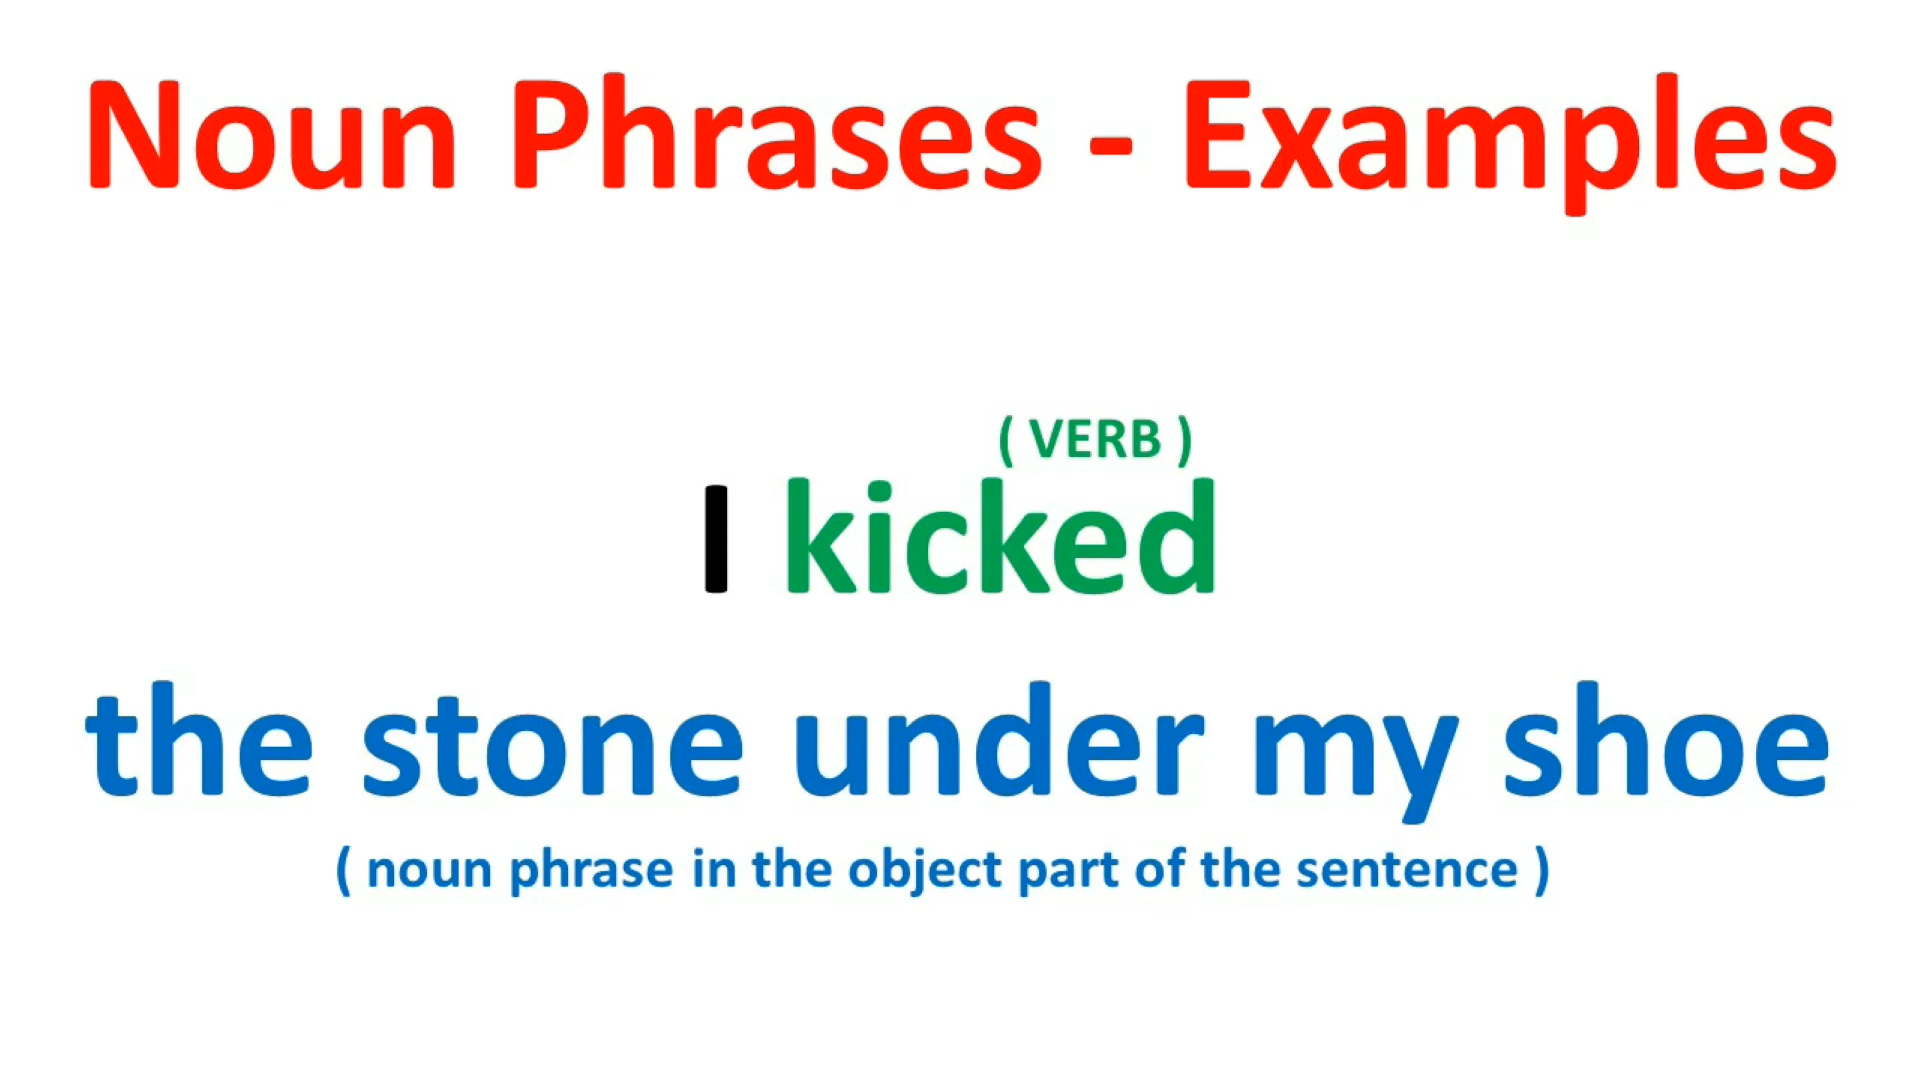 Noun Phrases - Examples
( VERB )
I kicked
the stone under my shoe
( noun phrase in the object part of the sentence )